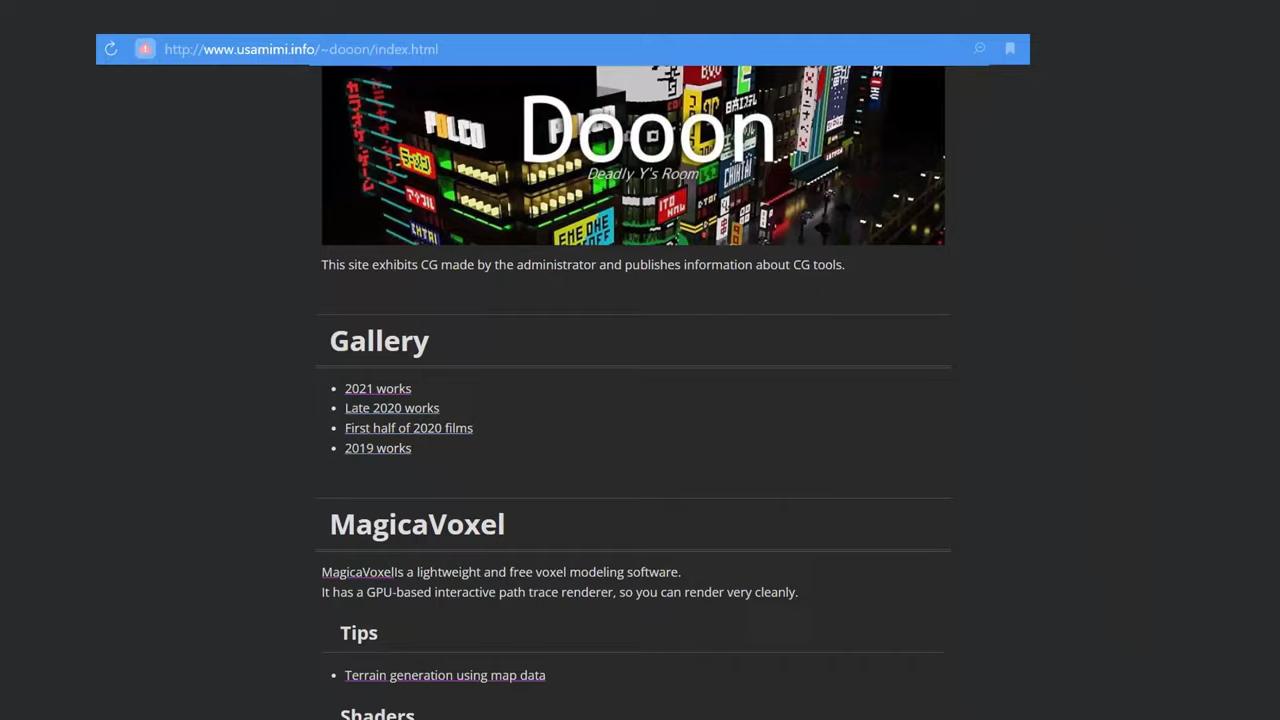 http://www.usamimi.info/~dooon/index.html
POLCO
Dooon
Deadly Y's Room
ITO
This site exhibits CG made by the administrator and publishes information about CG tools.
Gallery
2021 works
Late 2020 works
First half of 2020 films
2019 works
MagicaVoxel
MagicaVoxelIs a lightweight and free voxel modeling software.
It has a GPU-based interactive path trace renderer, so you can render very cleanly.
Tips
Terrain generation using map data
Shaders